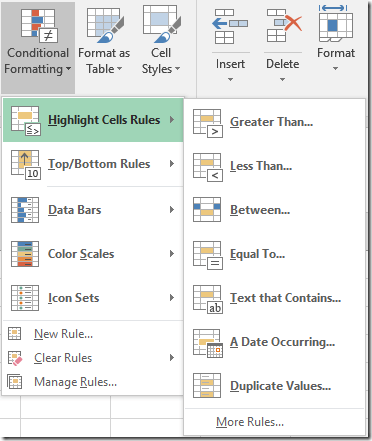 Conditional Formatting
Format as Table
Cell Styles
Insert
Delete
Format
Highlight Cells Rules
Top/Bottom Rules
10
Data Bars
Color Scales
Icon Sets
New Rule...
Clear Rules
Manage Rules...
Greater Than...
>
Less Than...
<
Between...
Equal To...
=
Text that Contains...
ab
A Date Occurring...
Duplicate Values...
More Rules...